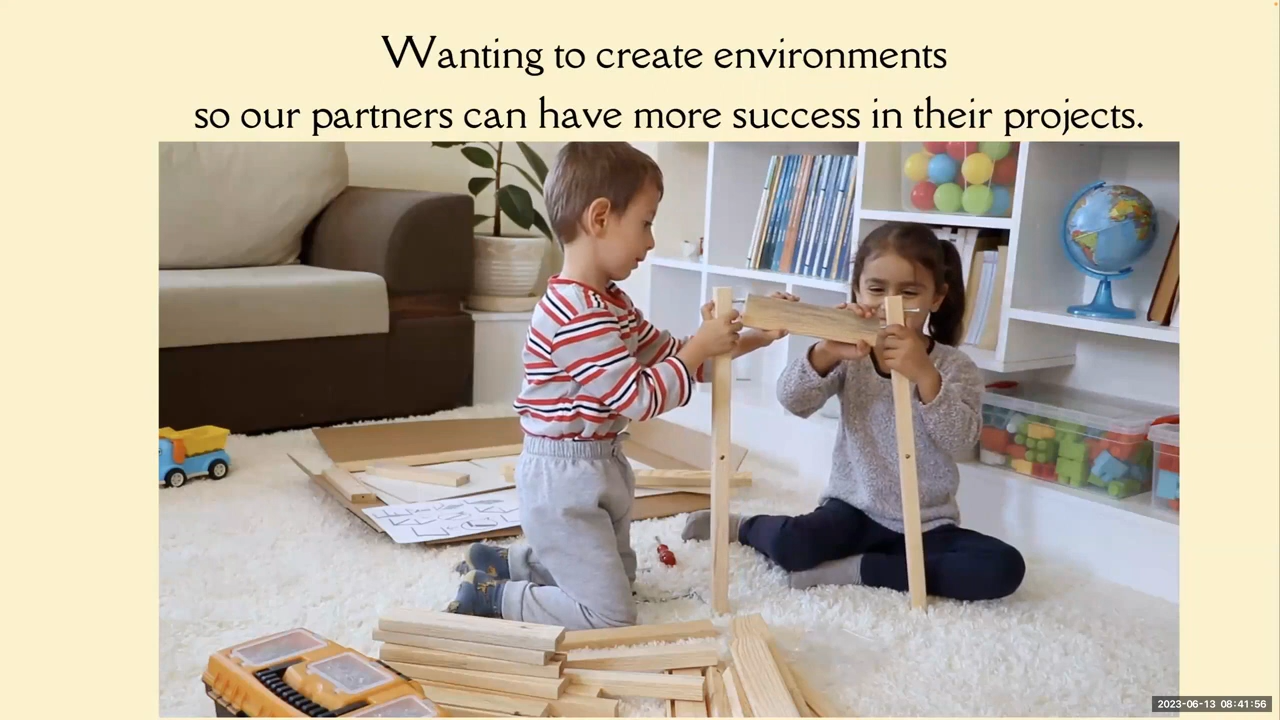 Wanting to create environments
so our partners can have more success in their projects.
2023-06-13 08:41:56